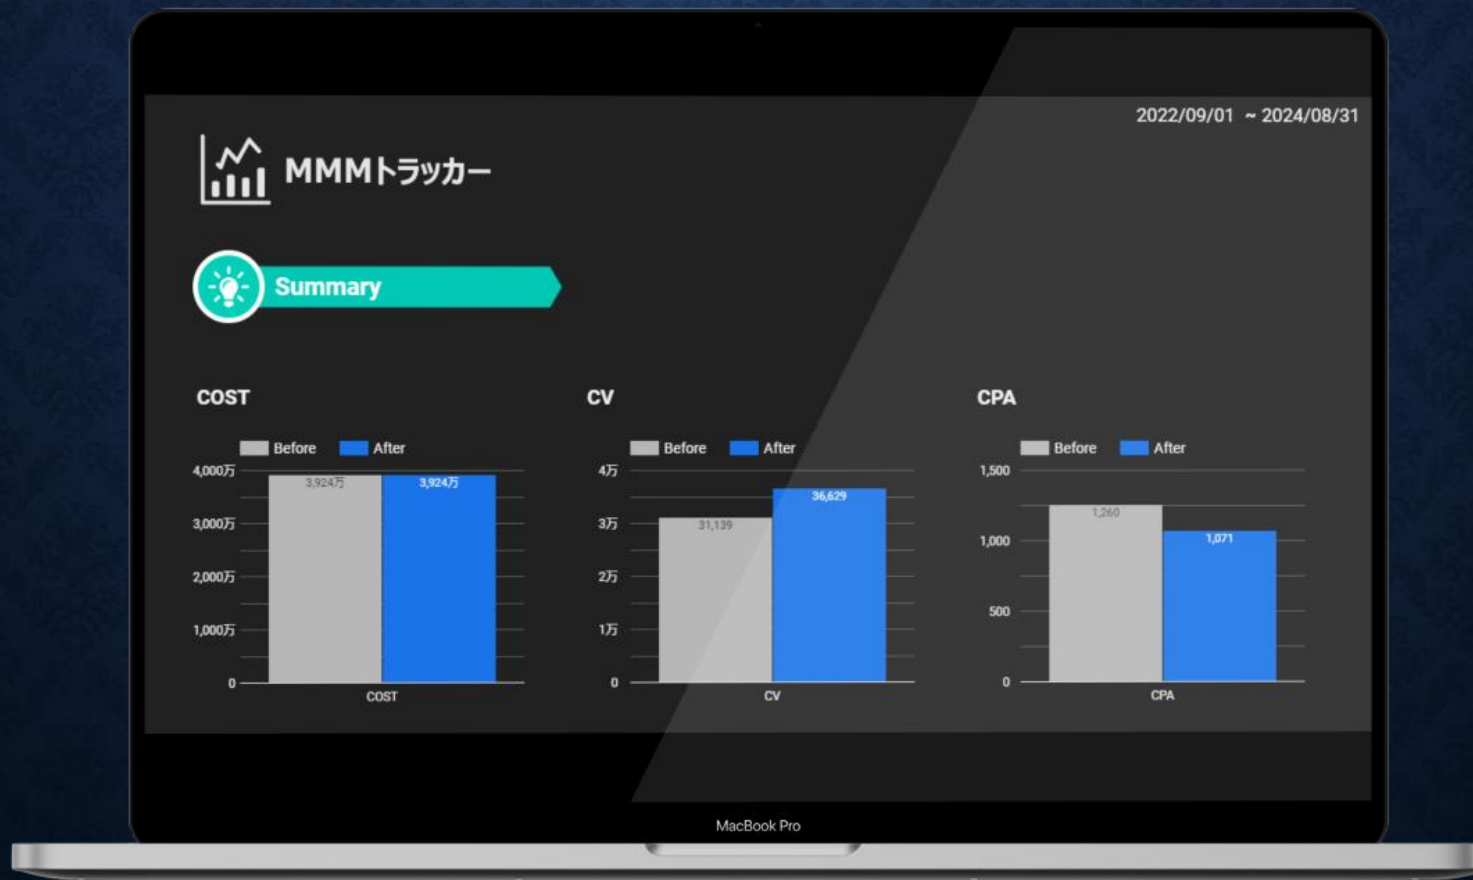 2022/09/01 ~ 2024/08/31
MMMトラッカー
Summary
COST
Before After
4,000万
3,000万
2,000万
1,000万
0
3,924万 3,924万
COST
CV
Before After
4万
3万
2万
1万
0
31,139 36,629
CV
CPA
Before After
1,500
1,000
500
0
1,260 1,071
CPA
MacBook Pro